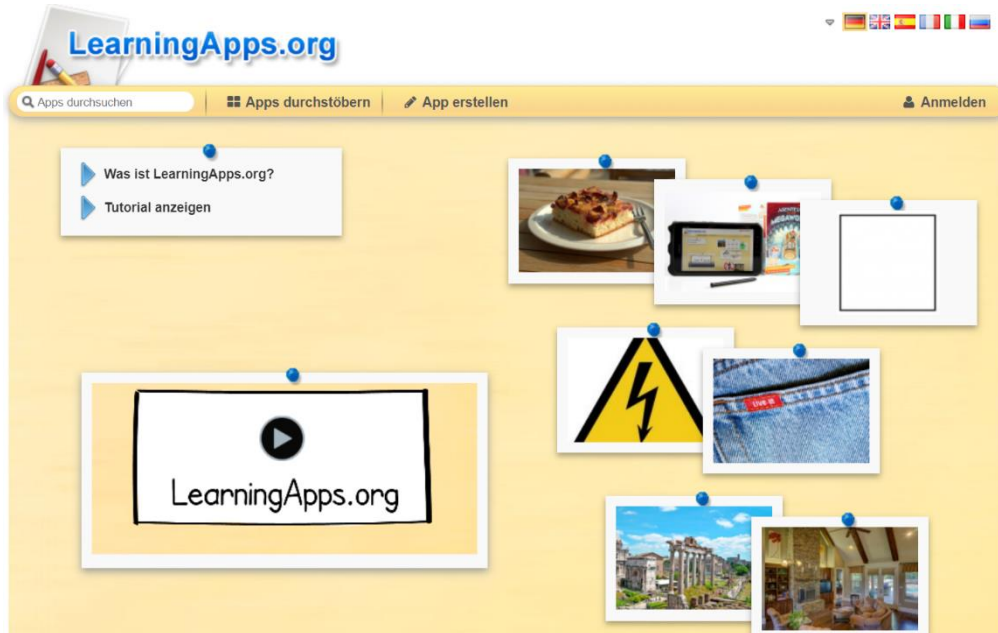 LearningApps.org
Apps durchsuchen
Apps durchstöbern
App erstellen
Anmelden
Was ist LearningApps.org?
Tutorial anzeigen
LearningApps.org